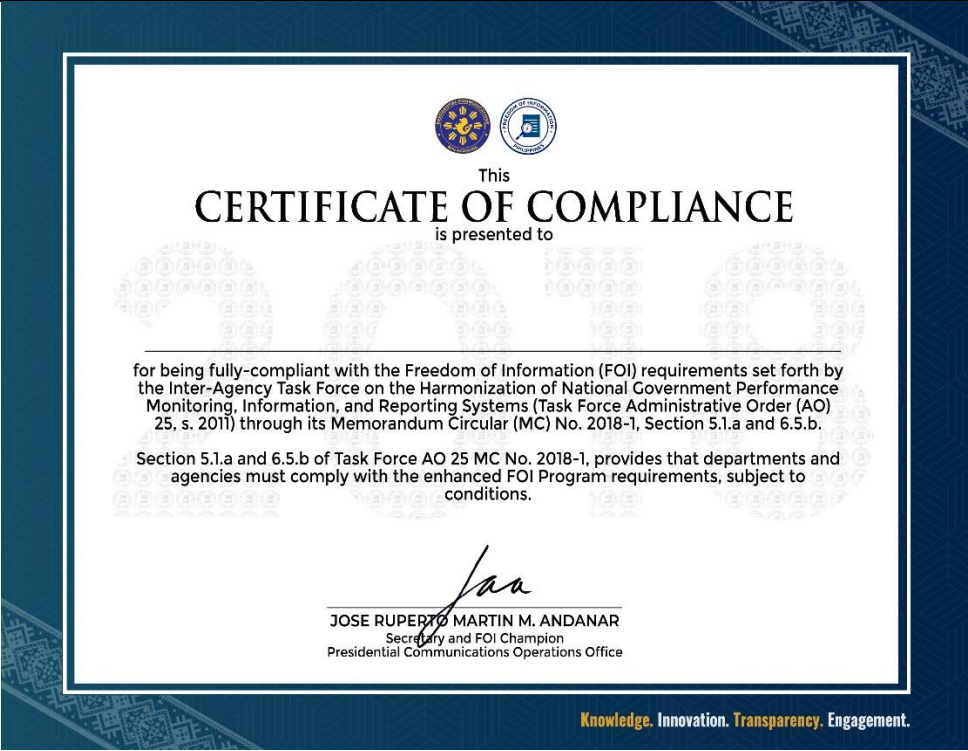 FREEDOM OF INFORMATION
PHILIPPINES
This
CERTIFICATE OF COMPLIANCE
is presented to
2018
for being fully-compliant with the Freedom of Information (FOI) requirements set forth by
the Inter-Agency Task Force on the Harmonization of National Government Performance
Monitoring, Information, and Reporting Systems (Task Force Administrative Order (AO)
25, s. 2011) through its Memorandum Circular (MC) No. 2018-1, Section 5.1.a and 6.5.b.
Section 5.1.a and 6.5.b of Task Force AO 25 MC No. 2018-1, provides that departments and
agencies must comply with the enhanced FOI Program requirements, subject to
conditions.
JOSE RUPERTO MARTIN M. ANDANAR
Secretary and FOI Champion
Presidential Communications Operations Office
Knowledge. Innovation. Transparency. Engagement.